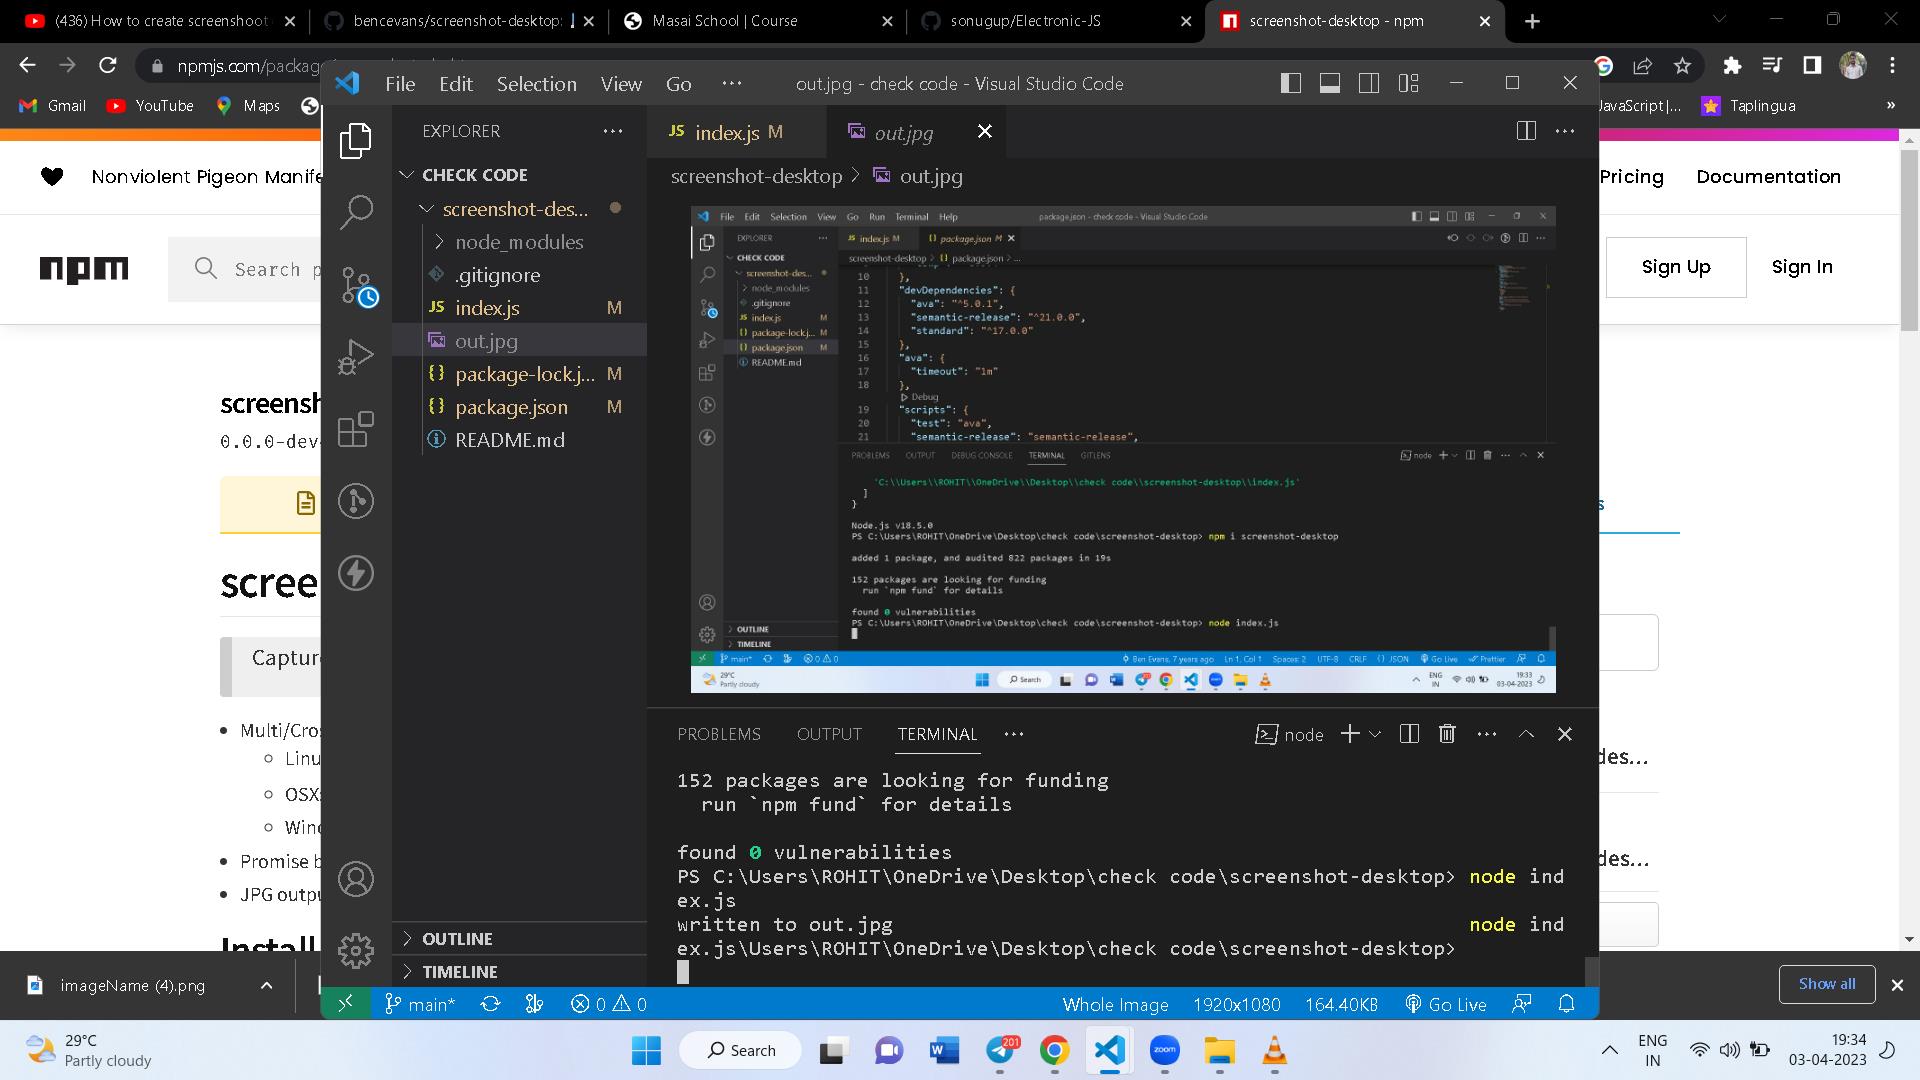 (436) How to create screenshoot
bencevans/screenshot-desktop:
Masai School | Course
sonugup/Electronic-JS
screenshot-desktop - npm
npmjs.com/packag
Gmail
YouTube
Maps
JavaScript |...
Taplingua
»
Nonviolent Pigeon Manife
Pricing
Documentation
npm
Search p
Sign Up
Sign In
screensh
0.0.0-dev
scree
Captur
Multi/Cro
Linu
OSX
Wind
Promise b
JPG outpu
Install
des...
des...
File Edit Selection View Go ···
out.jpg - check code - Visual Studio Code
EXPLORER
CHECK CODE
screenshot-des...
node_modules
.gitignore
JS index.js M
out.jpg
{} package-lock.j... M
{} package.json M
README.md
OUTLINE
TIMELINE
JS index.js M
out.jpg
screenshot-desktop > out.jpg
File Edit Selection View Go Run Terminal Help
package.json - check code - Visual Studio Code
EXPLORER
CHECK CODE
screenshot-des...
node_modules
.gitignore
JS index.js M
{} package-lock.j... M
{} package.json M
README.md
OUTLINE
TIMELINE
JS index.js M
{} package.json M
screenshot-desktop > {} package.json > ...
10 },
11 "devDependencies": {
12 "ava": "^5.0.1",
13 "semantic-release": "^21.0.0",
14 "standard": "^17.0.0"
15 },
16 "ava": {
17 "timeout": "1m"
18 },
Debug
19 "scripts": {
20 "test": "ava",
21 "semantic-release": "semantic-release",
PROBLEMS OUTPUT DEBUG CONSOLE TERMINAL GITLENS
node
'C:\\Users\\ROHIT\\OneDrive\\Desktop\\check code\\screenshot-desktop\\index.js'
]
}
Node.js v18.5.0
PS C:\Users\ROHIT\OneDrive\Desktop\check code\screenshot-desktop> npm i screenshot-desktop
added 1 package, and audited 822 packages in 19s
152 packages are looking for funding
run `npm fund` for details
found 0 vulnerabilities
PS C:\Users\ROHIT\OneDrive\Desktop\check code\screenshot-desktop> node index.js
main* 0 0 Ben Evans, 7 years ago Ln 1, Col 1 Spaces: 2 UTF-8 CRLF {} JSON Go Live Prettier
29°C
Partly cloudy
Search
ENG
IN
19:33
03-04-2023
PROBLEMS OUTPUT TERMINAL ···
node
152 packages are looking for funding
run `npm fund` for details
found 0 vulnerabilities
PS C:\Users\ROHIT\OneDrive\Desktop\check code\screenshot-desktop> node ind
ex.js
written to out.jpg node ind
ex.js\Users\ROHIT\OneDrive\Desktop\check code\screenshot-desktop>
main* 0 0 Whole Image 1920x1080 164.40KB Go Live
imageName (4).png
Show all
29°C
Partly cloudy
Search
W
201
zoom
ENG
IN
19:34
03-04-2023